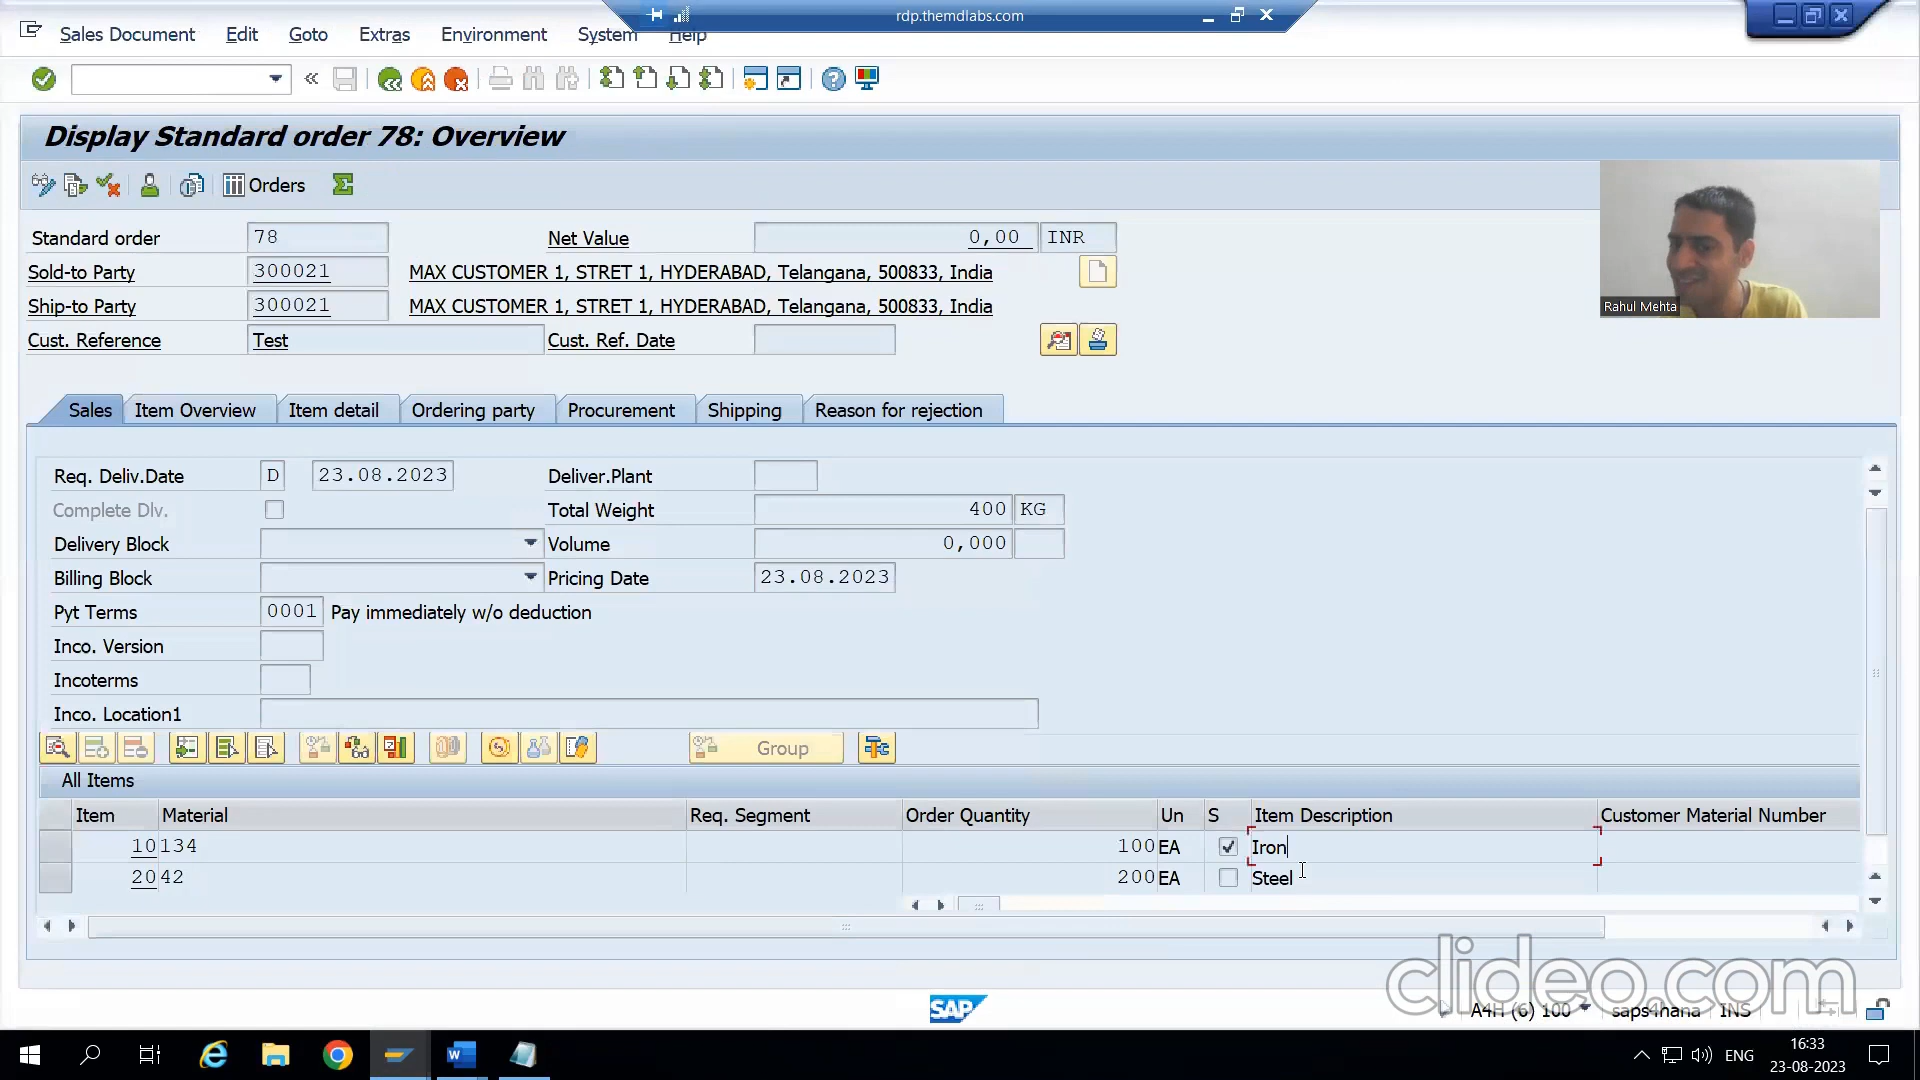 rdp.themdlabs.com
Sales Document Edit Goto Extras Environment System Help
Display Standard order 78: Overview
Orders
Rahul Mehta
Standard order 78 Net Value 0,00 INR
Sold-to Party 300021 MAX CUSTOMER 1, STRET 1, HYDERABAD, Telangana, 500833, India
Ship-to Party 300021 MAX CUSTOMER 1, STRET 1, HYDERABAD, Telangana, 500833, India
Cust. Reference Test Cust. Ref. Date
Sales Item Overview Item detail Ordering party Procurement Shipping Reason for rejection
Req. Deliv.Date D 23.08.2023 Deliver.Plant
Complete Dlv. Total Weight 400 KG
Delivery Block Volume 0,000
Billing Block Pricing Date 23.08.2023
Pyt Terms 0001 Pay immediately w/o deduction
Inco. Version
Incoterms
Inco. Location1
Group
All Items
Item Material Req. Segment Order Quantity Un S Item Description Customer Material Number
10 134 100 EA Iron
20 42 200 EA Steel
clideo.com
SAP A4H (6) 100 saps4hana INS
16:33
ENG
23-08-2023